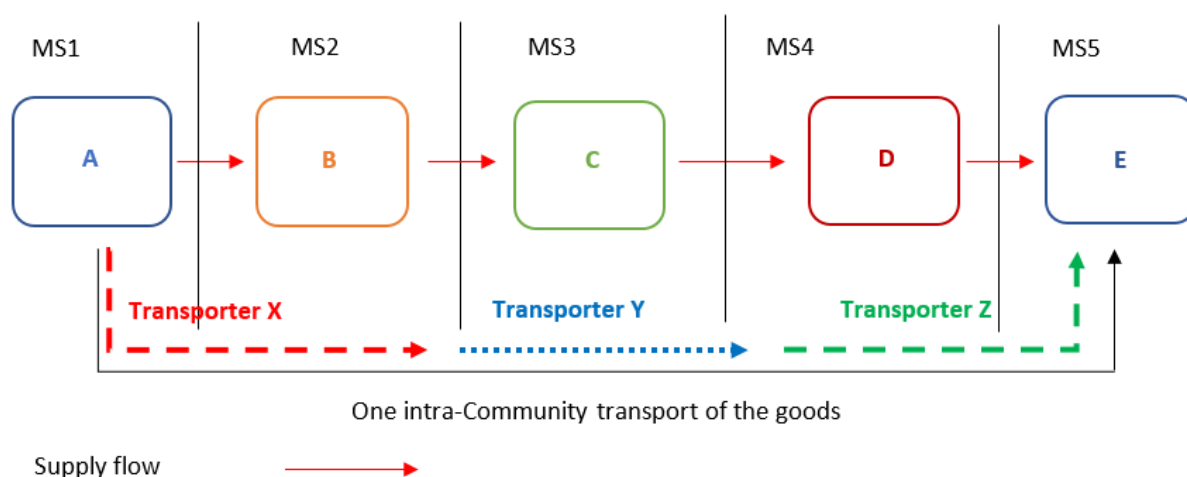 MS1 MS2 MS3 MS4 MS5
A B C D E
Transporter X Transporter Y Transporter Z
One intra-Community transport of the goods
Supply flow